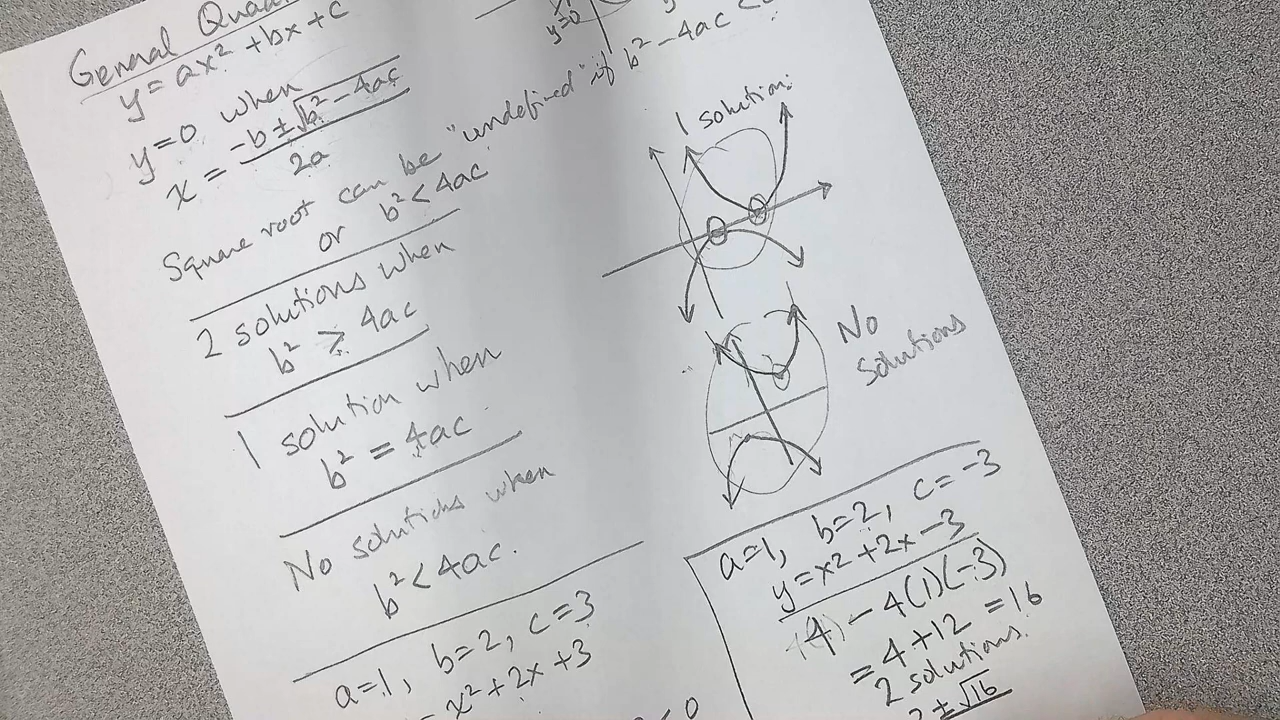 General Quad
y = ax² + bx + c
y=0 when
x = -b ± √b² - 4ac
2a
Square root can be "undefined" if b² - 4ac <
or b² < 4ac
2 solutions when
b² ≥ 4ac
1 solution when
b² = 4ac
No solutions when
b² < 4ac.
a=1, b=2, c=3
= x² + 2x + 3
< 0
y=0
y
1 solution:
No
solutions
a=1, b=2, c=-3
y = x² + 2x - 3
(4) - 4(1)(-3)
= 4 + 12 = 16
2 solutions.
2 ± √16